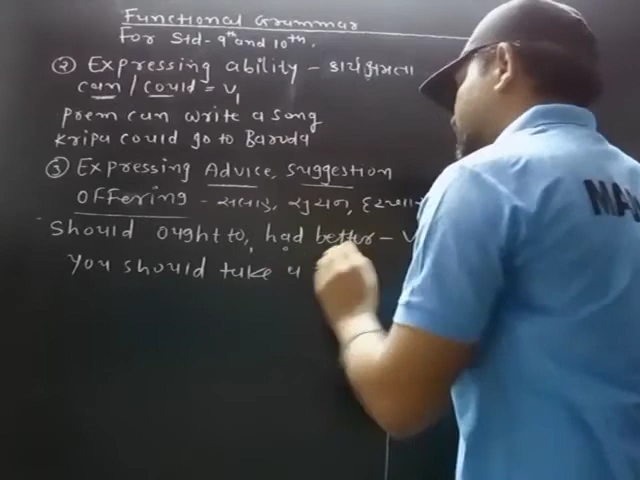 Functional Grammar
For Std - 9th and 10th.
② Expressing ability - કાર્યક્ષમતા
can / could = V1
Prem can write a song
Kripa could go to Baroda
③ Expressing Advice, suggestion
offering - સલાહ, સુચન,
Should ought to, had better - V
You should take a
MAN